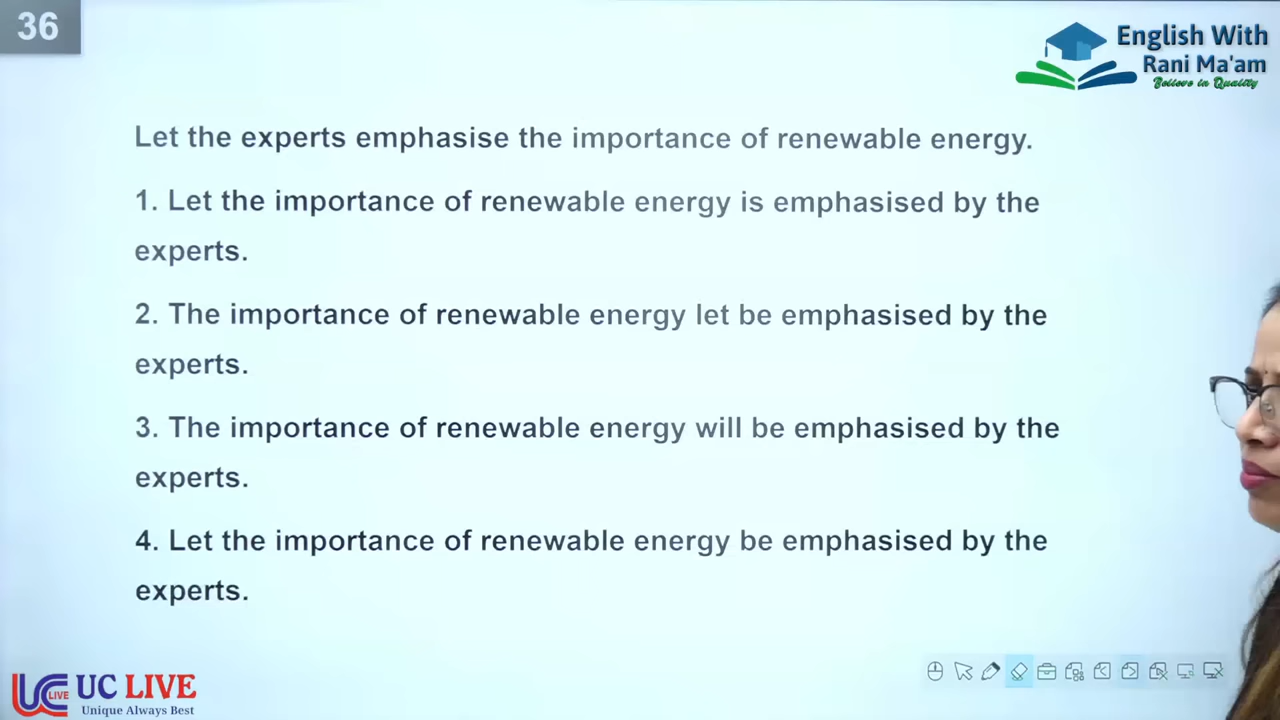 36
English With
Rani Ma'am
Believe in Quality
Let the experts emphasise the importance of renewable energy.
1. Let the importance of renewable energy is emphasised by the
experts.
2. The importance of renewable energy let be emphasised by the
experts.
3. The importance of renewable energy will be emphasised by the
experts.
4. Let the importance of renewable energy be emphasised by the
experts.
UC LIVE
LIVE
Unique Always Best